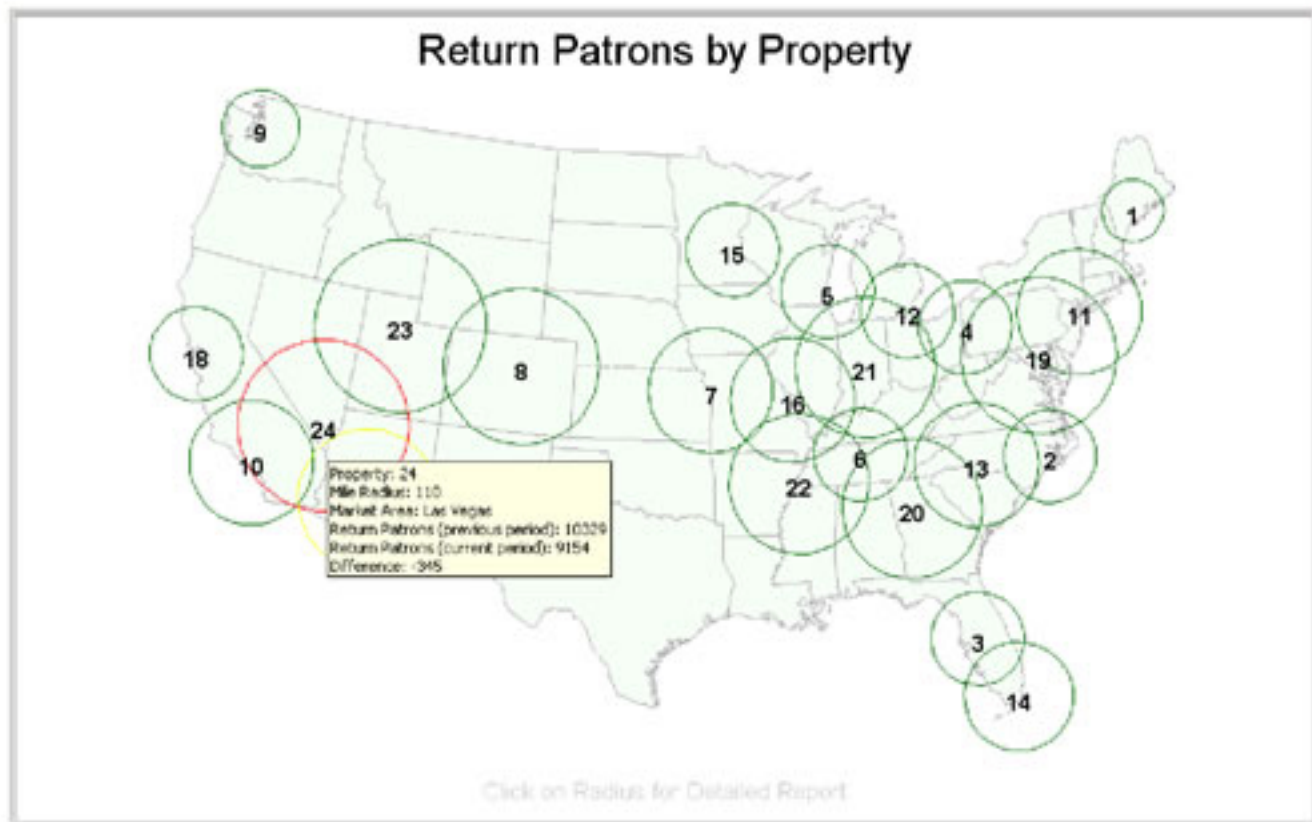 Return Patrons by Property
9
1
15
5
12
11
4
23
18
19
8
21
7
16
24
10
6
2
13
22
20
Property: 24
Mile Radius: 110
Market Area: Las Vegas
Return Patrons (previous period): 10329
Return Patrons (current period): 9154
Difference: -345
3
14
Click on Radius for Detailed Report